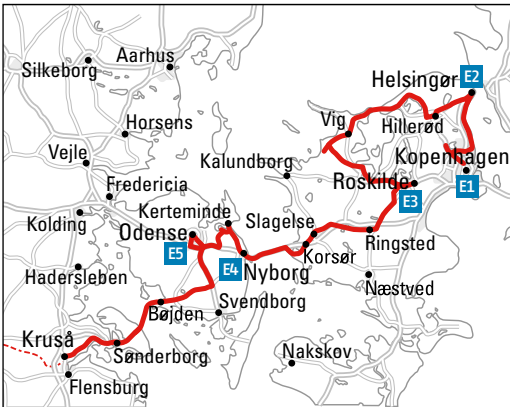 Aarhus
Silkeborg
Helsingør
E2
Horsens
Vig
Hillerød
Vejle
Kalundborg
Kopenhagen
Fredericia
Roskilde
E3
E1
Kolding
Kerteminde
Slagelse
Odense
Ringsted
E5
E4
Nyborg
Korsør
Hadersleben
Næstved
Bøjden
Svendborg
Kruså
Sønderborg
Nakskov
Flensburg